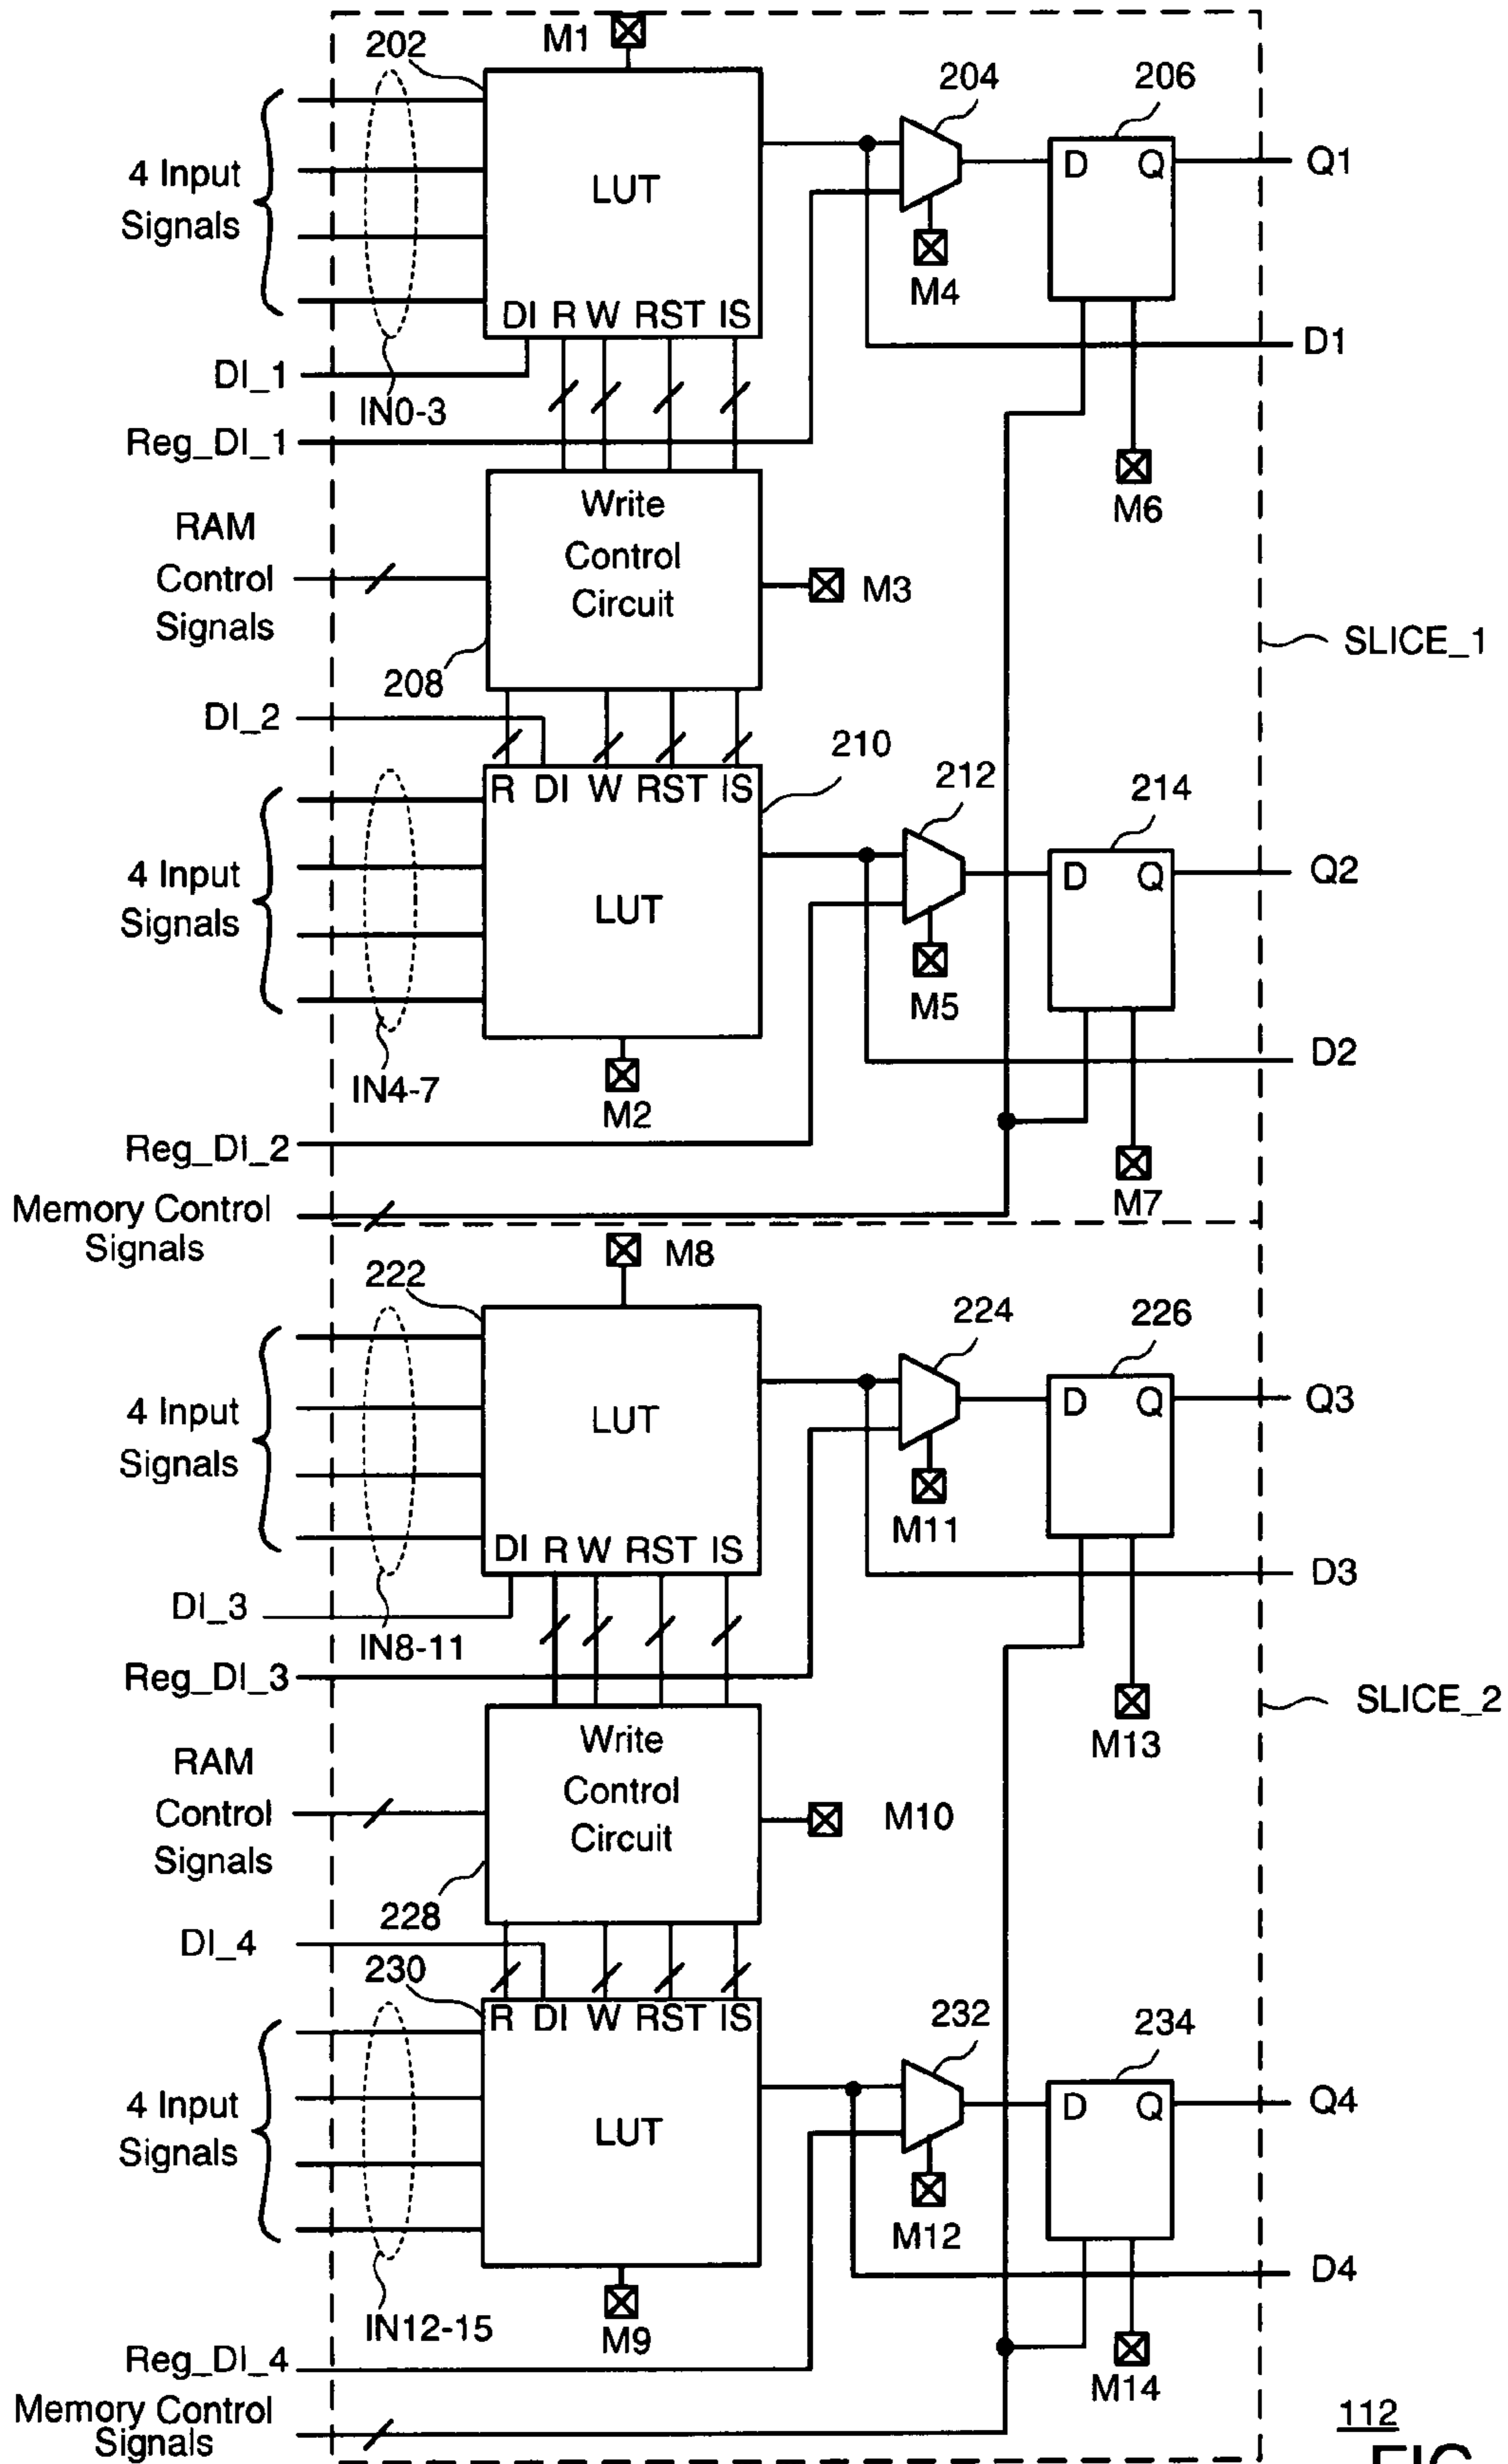 M1
202
204
206
4 Input
Signals
LUT
D Q
Q1
M4
DI R W RST IS
D1
DI_1
IN0-3
Reg_DI_1
M6
RAM
Control
Signals
Write
Control
Circuit
M3
SLICE_1
208
DI_2
210
R DI W RST IS
212
214
4 Input
Signals
LUT
D Q
Q2
M5
D2
IN4-7
M2
Reg_DI_2
M7
Memory Control
Signals
M8
222
224
226
4 Input
Signals
LUT
D Q
Q3
M11
DI R W RST IS
D3
DI_3
IN8-11
Reg_DI_3
M13
SLICE_2
RAM
Control
Signals
Write
Control
Circuit
M10
228
DI_4
230
R DI W RST IS
232
234
4 Input
Signals
LUT
D Q
Q4
M12
D4
IN12-15
M9
Reg_DI_4
M14
Memory Control
Signals
112